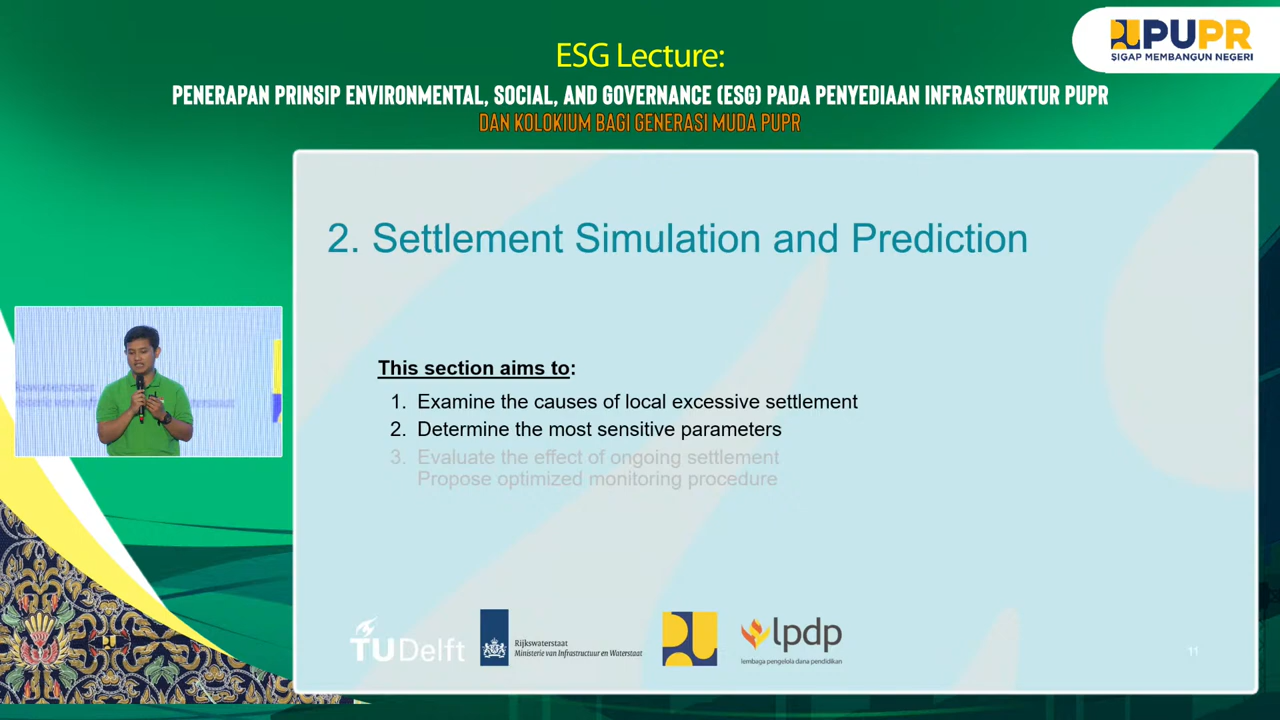 ESG Lecture:
PENERAPAN PRINSIP ENVIRONMENTAL, SOCIAL, AND GOVERNANCE (ESG) PADA PENYEDIAAN INFRASTRUKTUR PUPR
DAN KOLOKIUM BAGI GENERASI MUDA PUPR
PUPR
SIGAP MEMBANGUN NEGERI
2. Settlement Simulation and Prediction
This section aims to:
1. Examine the causes of local excessive settlement
2. Determine the most sensitive parameters
3. Evaluate the effect of ongoing settlement
Propose optimized monitoring procedure
TUDelft
Rijkswaterstaat
Ministerie van Infrastructuur en Waterstaat
lpdp
lembaga pengelola dana pendidikan
11